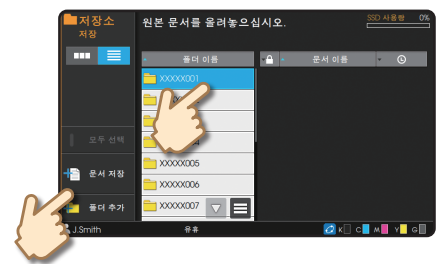 저장소
저장
원본 문서를 올려놓으십시오.
SSD 사용량 0%
폴더 이름
문서 이름
XXXXX001
모두 선택
문서 저장
폴더 추가
XXXXX005
XXXXX006
XXXXX007
J.Smith
유휴
K C M Y G